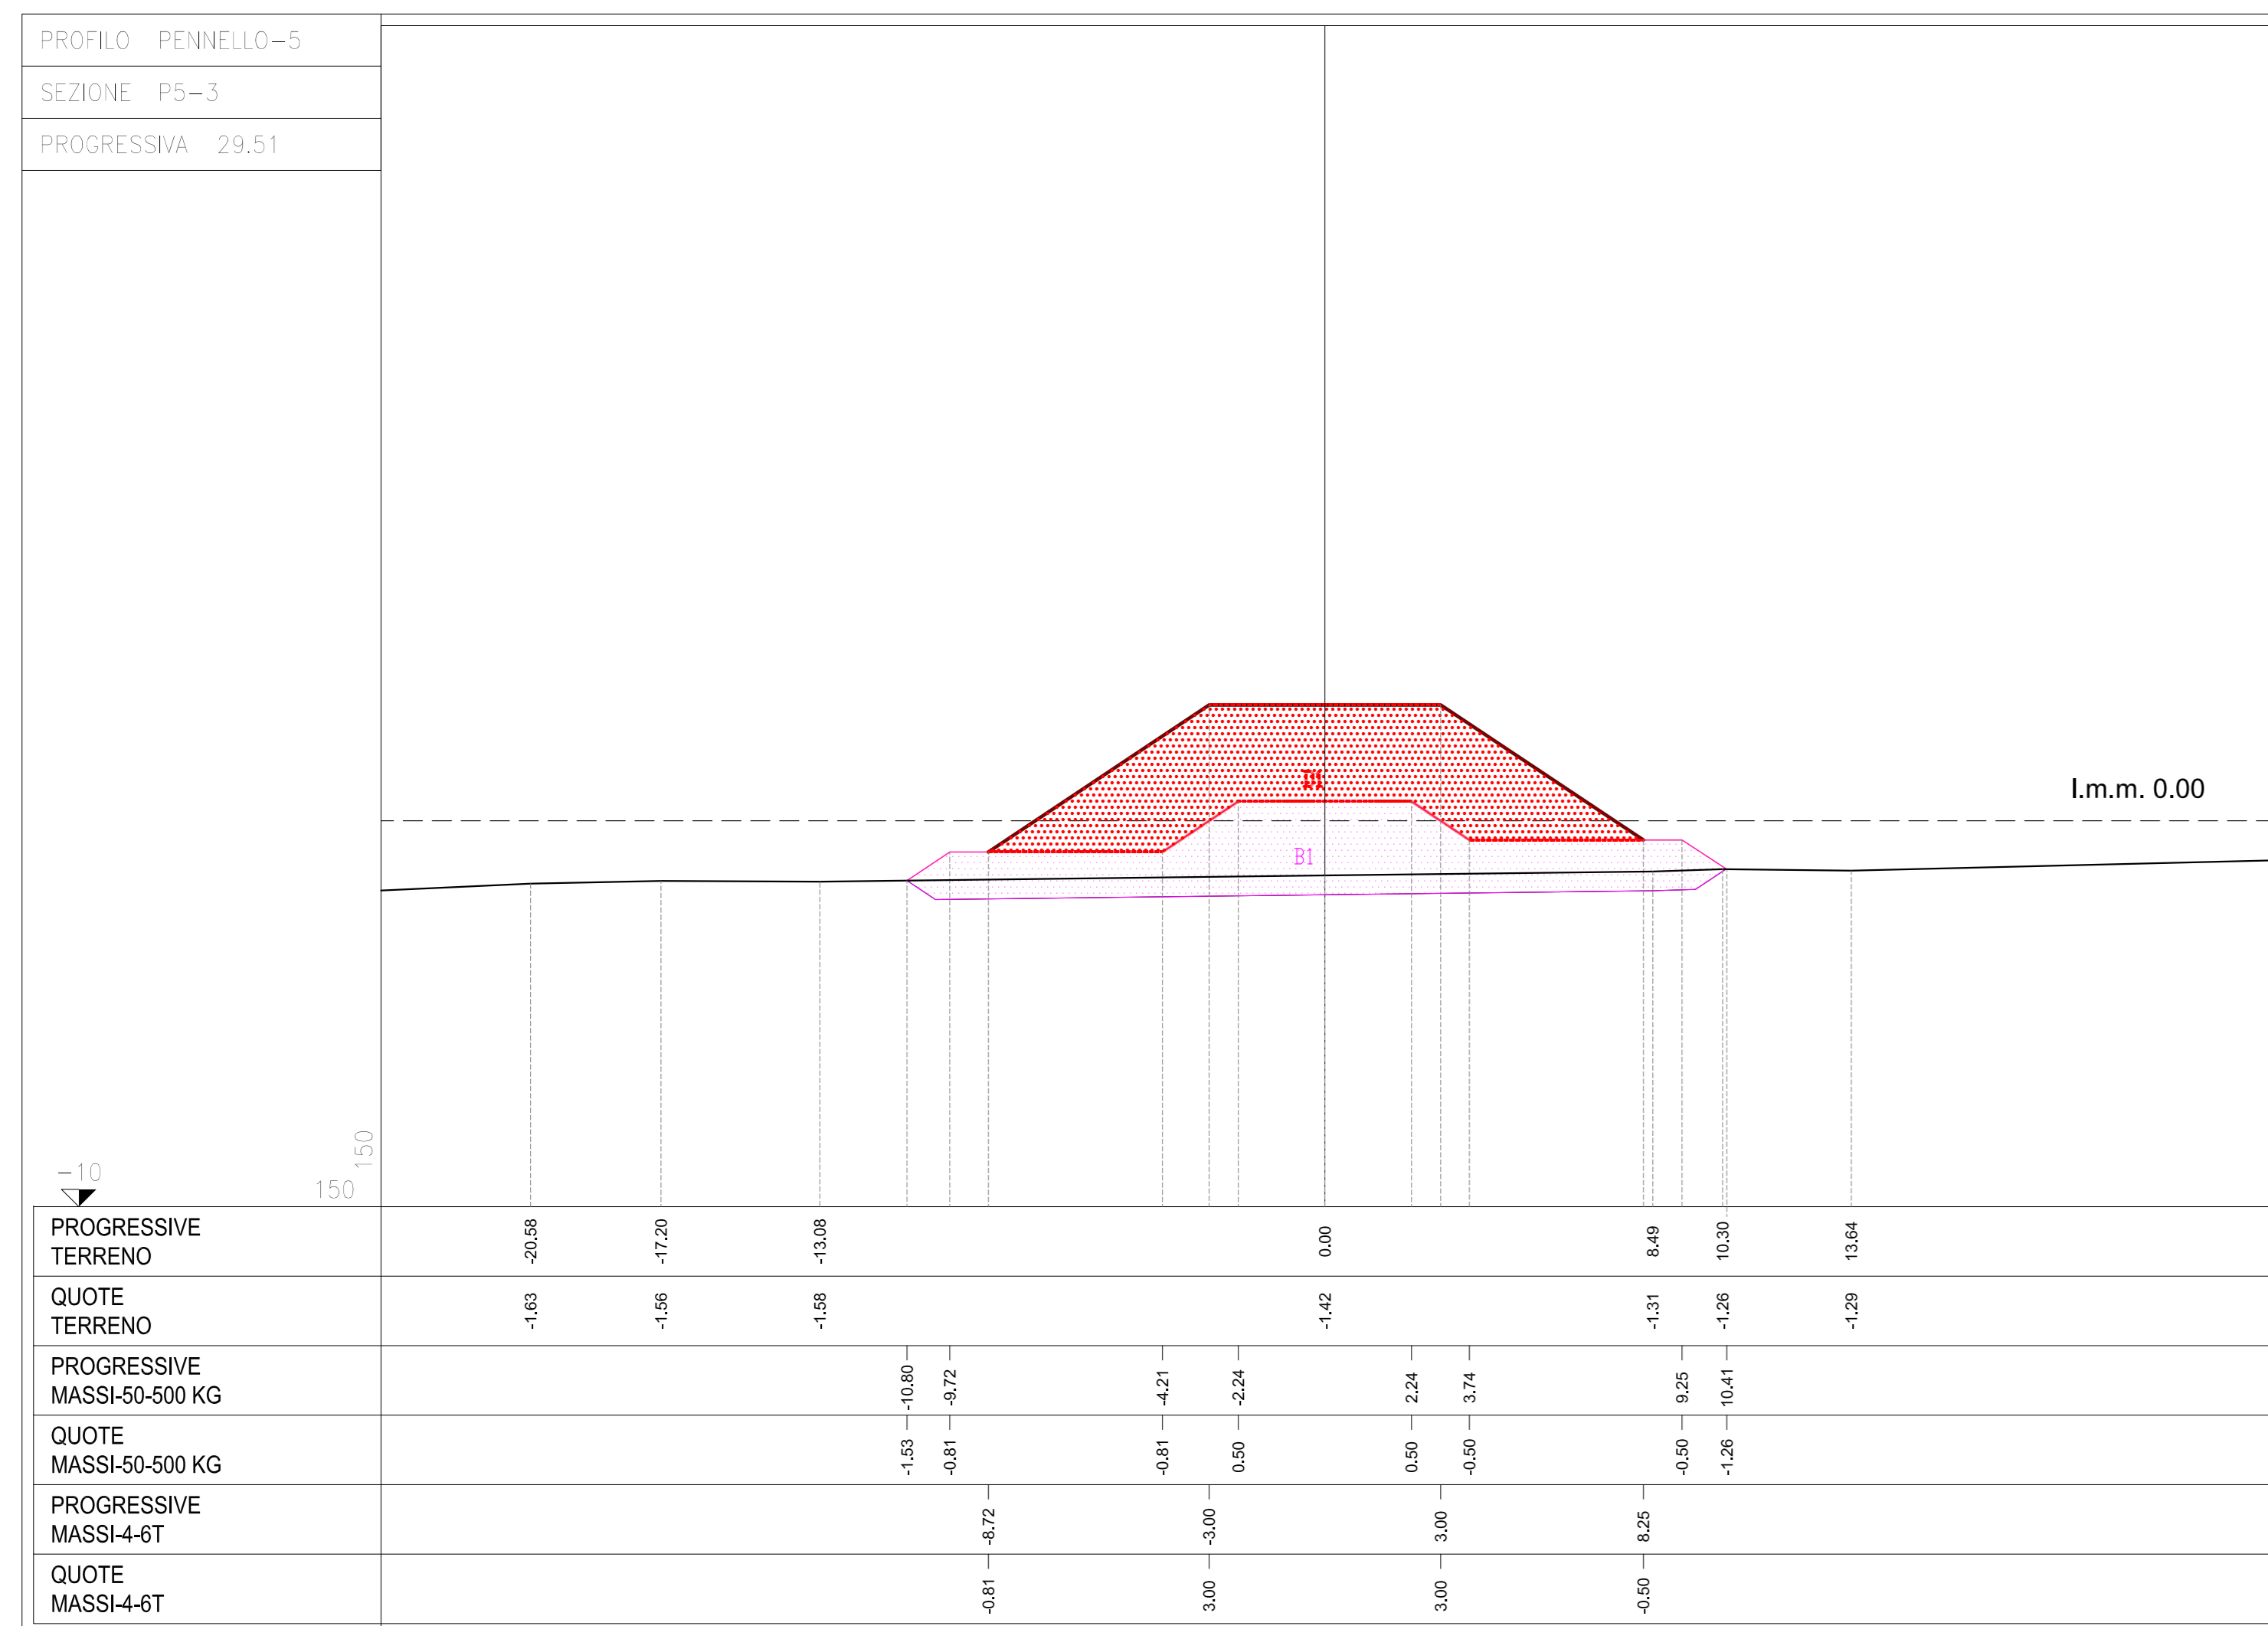 PROFILO PENNELLO-5
SEZIONE P5-3
PROGRESSIVA 29.51
l.m.m. 0.00
B1
150
-10
150
PROGRESSIVE
TERRENO
-20.58 -17.20 -13.08 0.00 8.49 10.30 13.64
QUOTE
TERRENO
-1.63 -1.56 -1.58 -1.42 -1.31 -1.26 -1.29
PROGRESSIVE
MASSI-50-500 KG
-10.80 -9.72 -4.21 -2.24 2.24 3.74 9.25 10.41
QUOTE
MASSI-50-500 KG
-1.53 -0.81 -0.81 0.50 0.50 -0.50 -0.50 -1.26
PROGRESSIVE
MASSI-4-6T
-8.72 -3.00 3.00 8.25
QUOTE
MASSI-4-6T
-0.81 3.00 3.00 -0.50